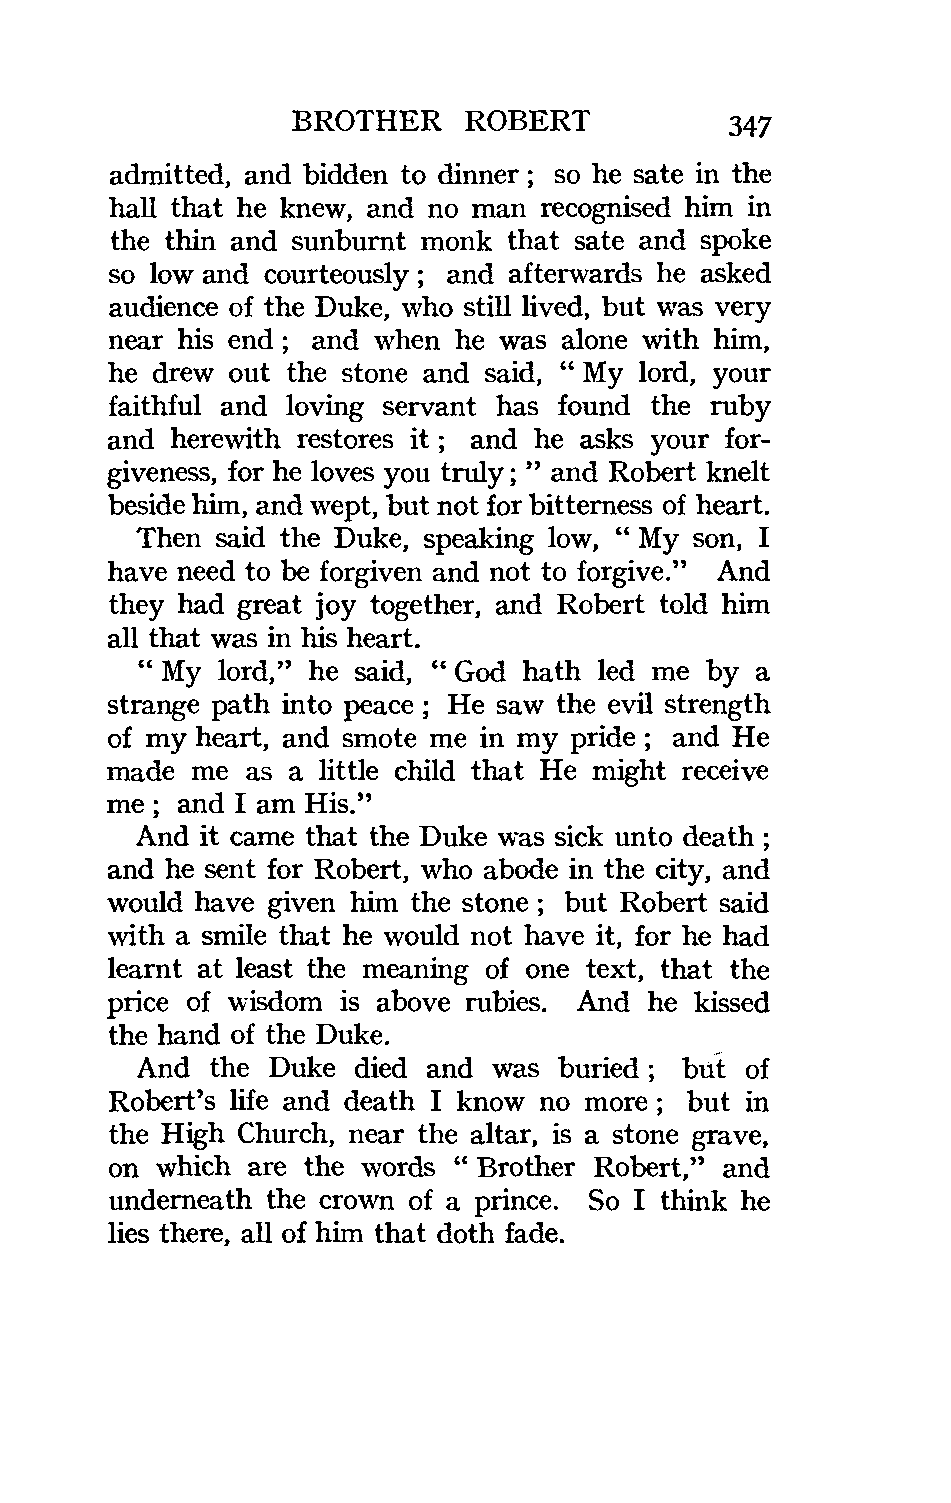 BROTHER ROBERT 347
admitted, and bidden to dinner ; so he sate in the
hall that he knew, and no man recognised him in
the thin and sunburnt monk that sate and spoke
so low and courteously ; and afterwards he asked
audience of the Duke, who still lived, but was very
near his end ; and when he was alone with him,
he drew out the stone and said, “ My lord, your
faithful and loving servant has found the ruby
and herewith restores it ; and he asks your for-
giveness, for he loves you truly ; ” and Robert knelt
beside him, and wept, but not for bitterness of heart.
Then said the Duke, speaking low, “ My son, I
have need to be forgiven and not to forgive.” And
they had great joy together, and Robert told him
all that was in his heart.
“ My lord,” he said, “ God hath led me by a
strange path into peace ; He saw the evil strength
of my heart, and smote me in my pride ; and He
made me as a little child that He might receive
me ; and I am His.”
And it came that the Duke was sick unto death ;
and he sent for Robert, who abode in the city, and
would have given him the stone ; but Robert said
with a smile that he would not have it, for he had
learnt at least the meaning of one text, that the
price of wisdom is above rubies. And he kissed
the hand of the Duke.
And the Duke died and was buried ; but of
Robert’s life and death I know no more ; but in
the High Church, near the altar, is a stone grave,
on which are the words “ Brother Robert,” and
underneath the crown of a prince. So I think he
lies there, all of him that doth fade.